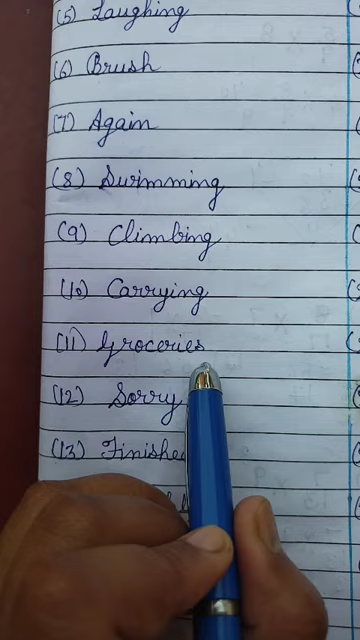 (5) Laughing
(6) Brush
(7) Again
(8) Swimming
(9) Climbing
(10) Carrying
(11) Groceries
(12) Sorry
(13) Finishe